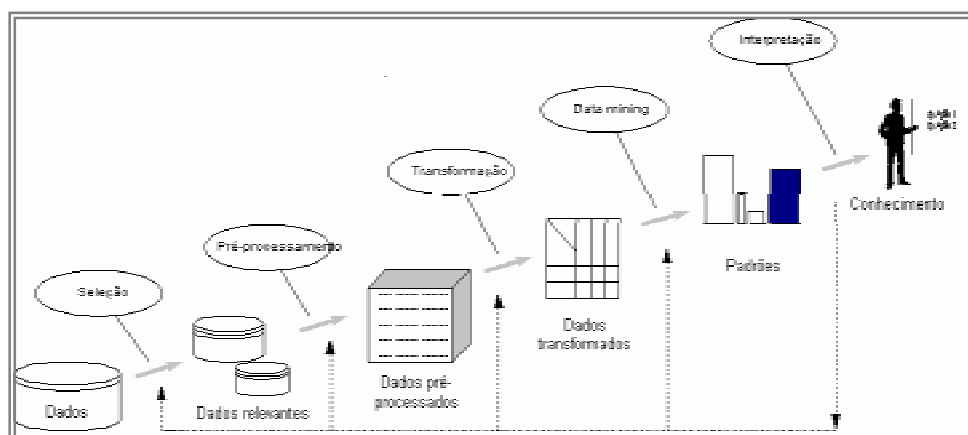 Interpretação
Data mining
Transformação
Pré-processamento
Seleção
Conhecimento
Padrões
Dados
transformados
Dados pré-
processados
Dados relevantes
Dados